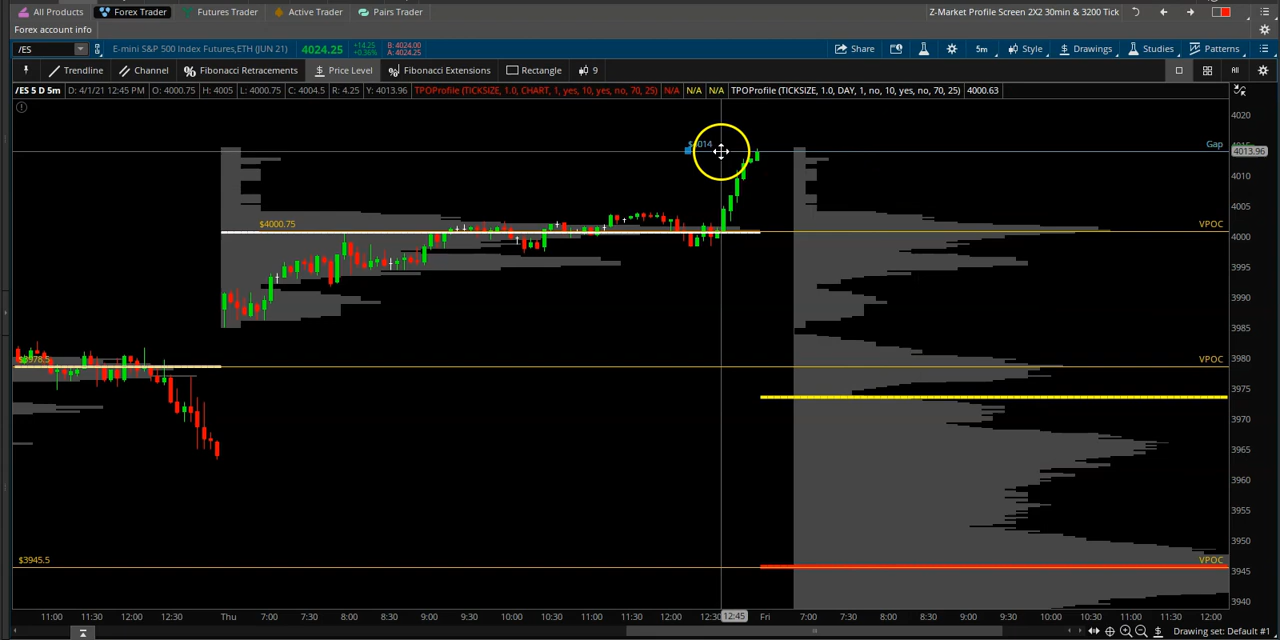 All Products Forex Trader Futures Trader Active Trader Pairs Trader Z-Market Profile Screen 2X2 30min & 3200 Tick
Forex account info
/ES E-mini S&P 500 Index Futures,ETH (JUN 21) 4024.25 +14.25 +0.36% B: 4024.00 A: 4024.25 Share 5m Style Drawings Studies Patterns
Trendline Channel Fibonacci Retracements $ Price Level Fibonacci Extensions Rectangle 9 All
/ES 5 D 5m D: 4/1/21 12:45 PM O: 4000.75 H: 4005 L: 4000.75 C: 4004.5 R: 4.25 Y: 4013.96 TPOProfile (TICKSIZE, 1.0, CHART, 1, yes, 10, yes, no, 70, 25) N/A N/A N/A TPOProfile (TICKSIZE, 1.0, DAY, 1, no, 10, yes, no, 70, 25) 4000.63
4020
$4014 Gap
4013.96
4010
4005
$4000.75 VPOC
4000
3995
3990
3985
3980
$3978.5 VPOC
3975
3970
3965
3960
3955
3950
$3945.5 VPOC
3945
3940
11:00 11:30 12:00 12:30 Thu 7:00 7:30 8:00 8:30 9:00 9:30 10:00 10:30 11:00 11:30 12:00 12:30 12:45 Fri 7:00 7:30 8:00 8:30 9:00 9:30 10:00 10:30 11:00 11:30 12:00
Drawing set: Default #1